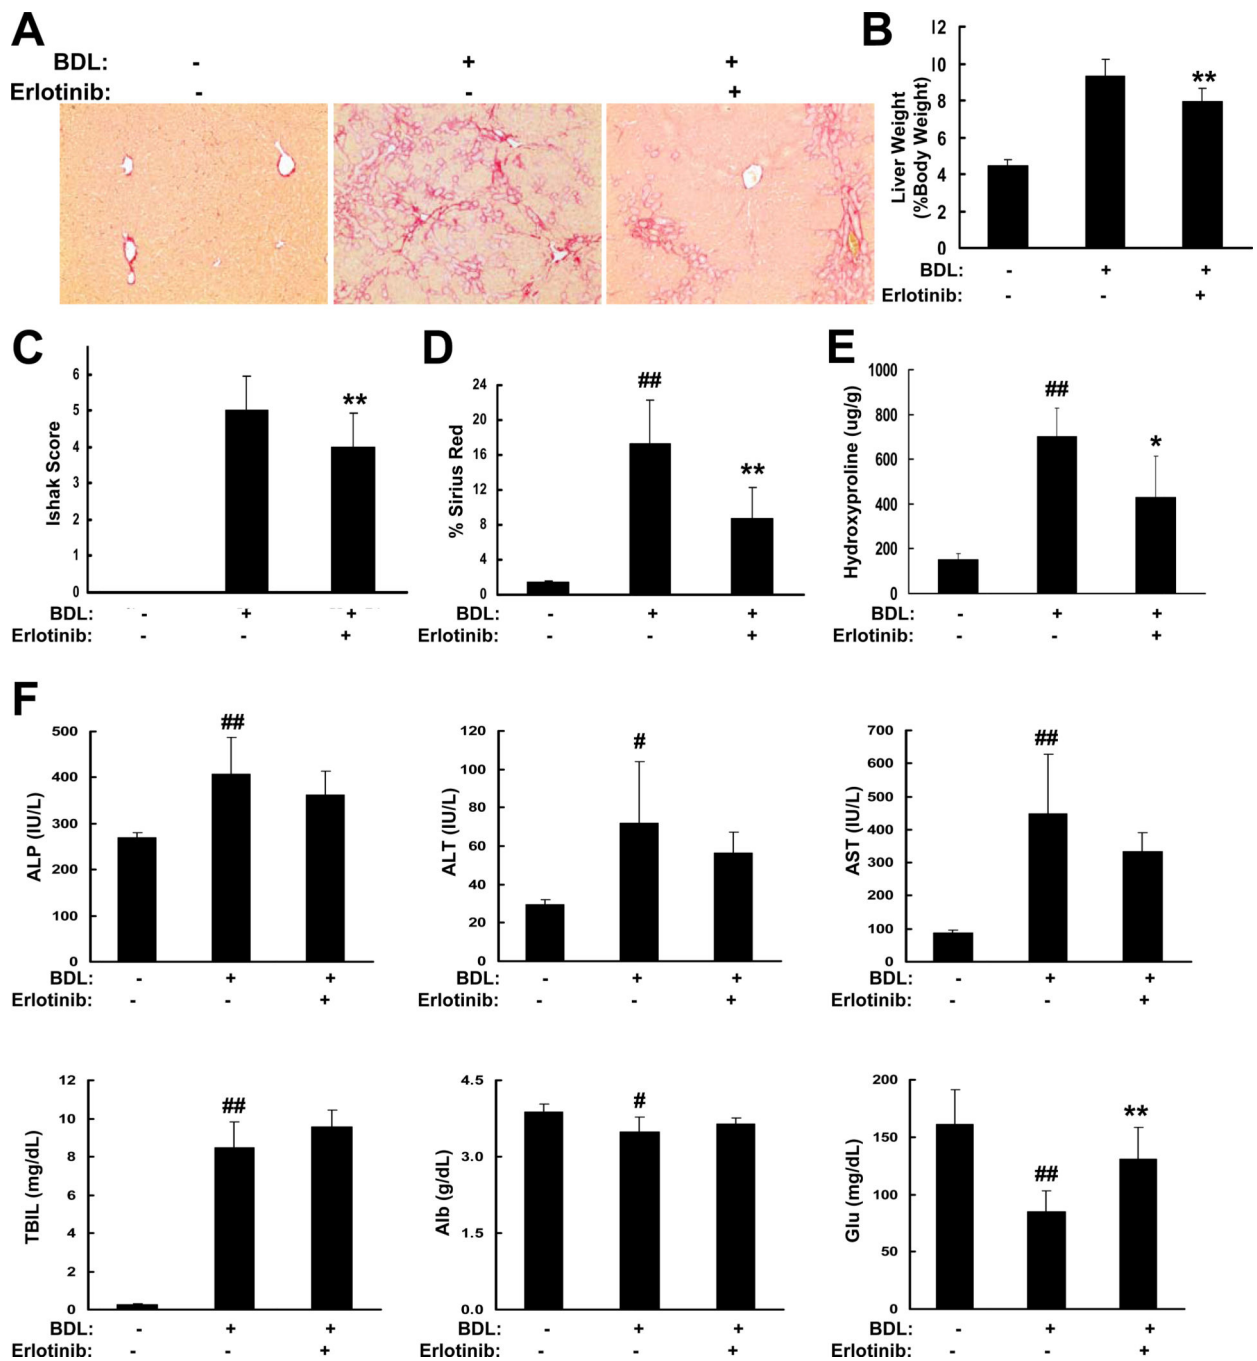 A
BDL: - + +
Erlotinib: - - +
B
Liver Weight
(%Body Weight)
12
10
8
6
4
2
0
**
BDL: - + +
Erlotinib: - - +
C
Ishak Score
6
5
4
3
2
1
0
**
BDL: - + +
Erlotinib: - - +
D
% Sirius Red
24
20
16
12
8
4
0
##
**
BDL: - + +
Erlotinib: - - +
E
Hydroxyproline (ug/g)
1000
800
600
400
200
0
##
*
BDL: - + +
Erlotinib: - - +
F
ALP (IU/L)
500
400
300
200
100
0
##
BDL: - + +
Erlotinib: - - +
ALT (IU/L)
120
100
80
60
40
20
0
#
BDL: - + +
Erlotinib: - - +
AST (IU/L)
700
600
500
400
300
200
100
0
##
BDL: - + +
Erlotinib: - - +
TBIL (mg/dL)
12
10
8
6
4
2
0
##
BDL: - + +
Erlotinib: - - +
Alb (g/dL)
4.5
3.0
1.5
0.0
#
BDL: - + +
Erlotinib: - - +
Glu (mg/dL)
200
150
100
50
0
##
**
BDL: - + +
Erlotinib: - - +